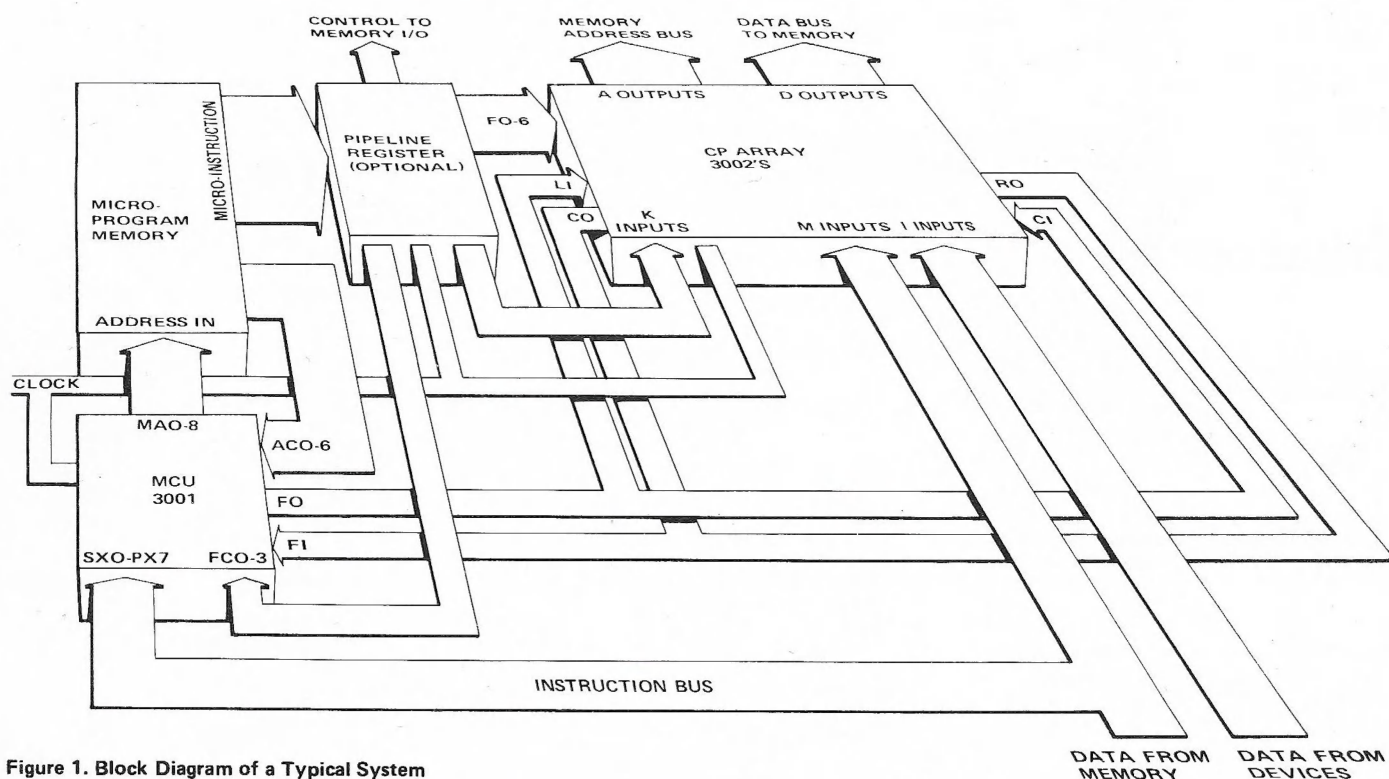 CONTROL TO
MEMORY I/O
MEMORY
ADDRESS BUS
DATA BUS
TO MEMORY
MICRO-INSTRUCTION
MICRO-
PROGRAM
MEMORY
ADDRESS IN
PIPELINE
REGISTER
(OPTIONAL)
FO-6
A OUTPUTS
D OUTPUTS
CP ARRAY
3002'S
LI
CO
K
INPUTS
M INPUTS
I INPUTS
RO
CI
CLOCK
MAO-8
ACO-6
MCU
3001
FO
FI
SXO-PX7
FCO-3
INSTRUCTION BUS
DATA FROM
MEMORY
DATA FROM
DEVICES
Figure 1. Block Diagram of a Typical System